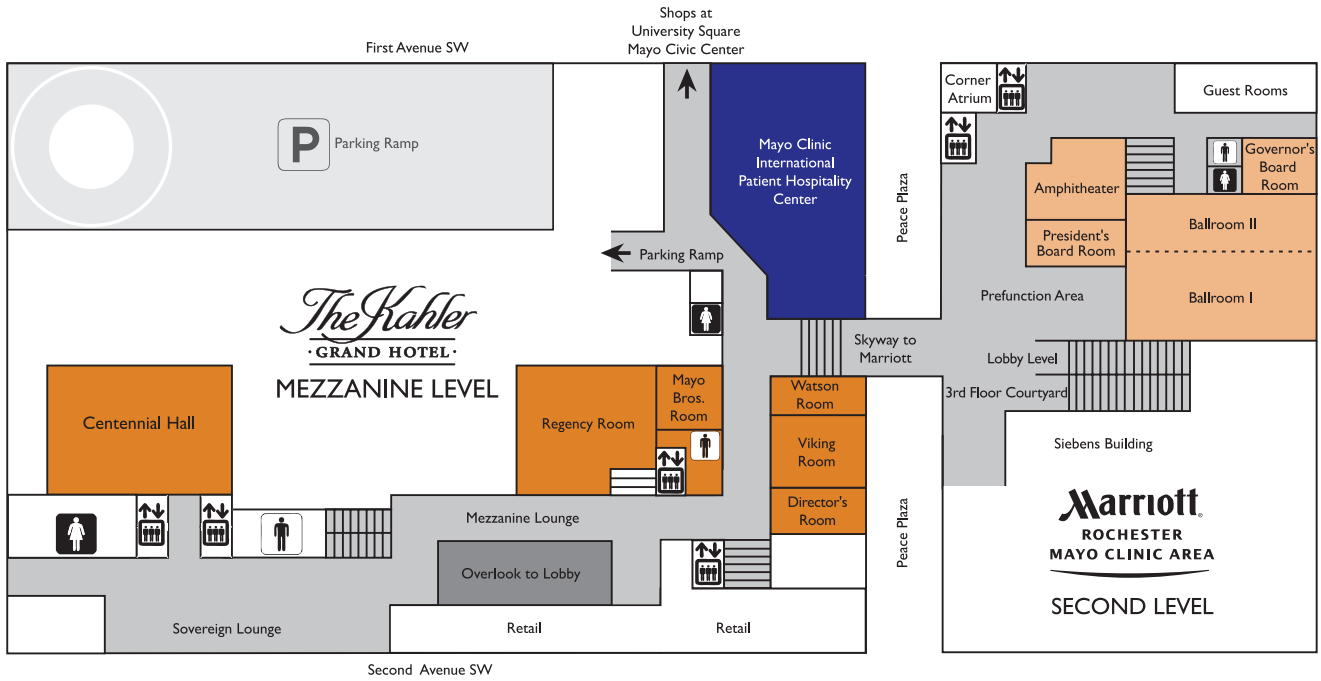 Shops at
University Square
Mayo Civic Center
First Avenue SW
P
Parking Ramp
Mayo Clinic
International
Patient Hospitality
Center
Peace Plaza
Corner
Atrium
Guest Rooms
Governor's
Board
Room
Amphitheater
President's
Board Room
Ballroom II
Ballroom I
Prefunction Area
Parking Ramp
The Kahler
· GRAND HOTEL ·
MEZZANINE LEVEL
Skyway to
Marriott
Lobby Level
3rd Floor Courtyard
Siebens Building
Centennial Hall
Regency Room
Mayo
Bros.
Room
Watson
Room
Viking
Room
Director's
Room
Mezzanine Lounge
Overlook to Lobby
Peace Plaza
Marriott®
ROCHESTER
MAYO CLINIC AREA
SECOND LEVEL
Sovereign Lounge
Retail
Retail
Second Avenue SW